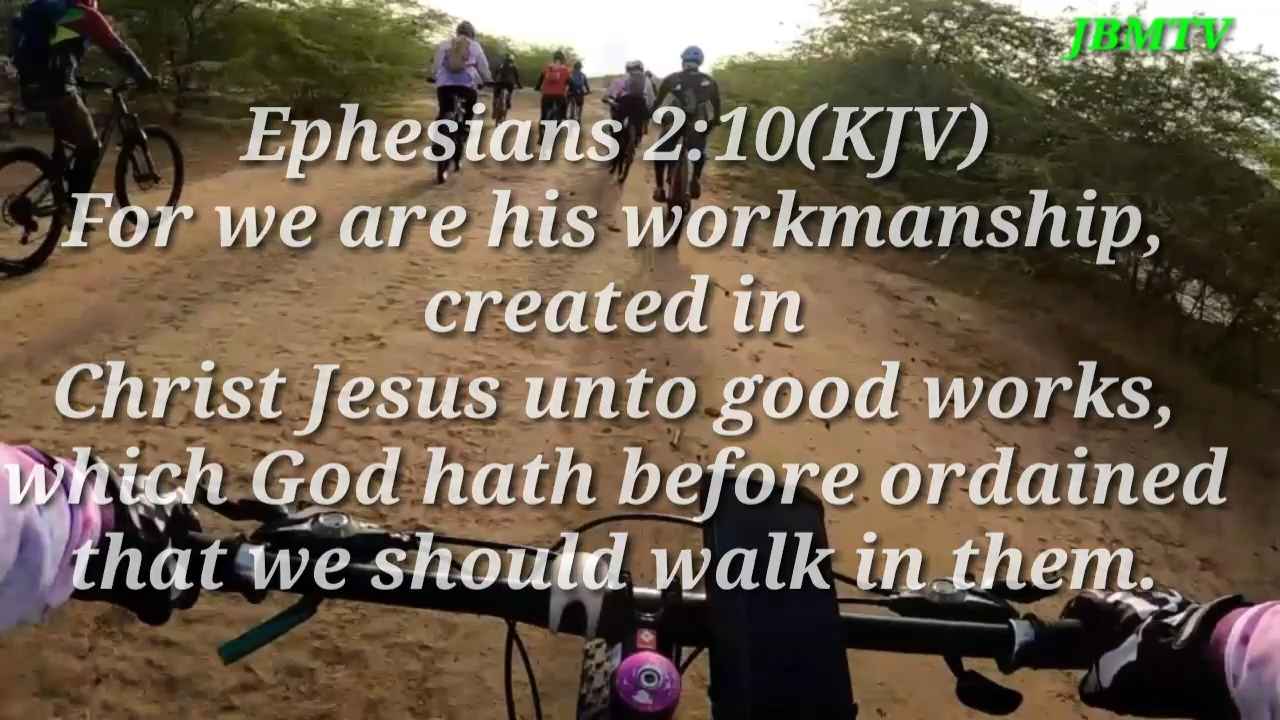 JBMTV
Ephesians 2:10(KJV)
For we are his workmanship,
created in
Christ Jesus unto good works,
which God hath before ordained
that we should walk in them.